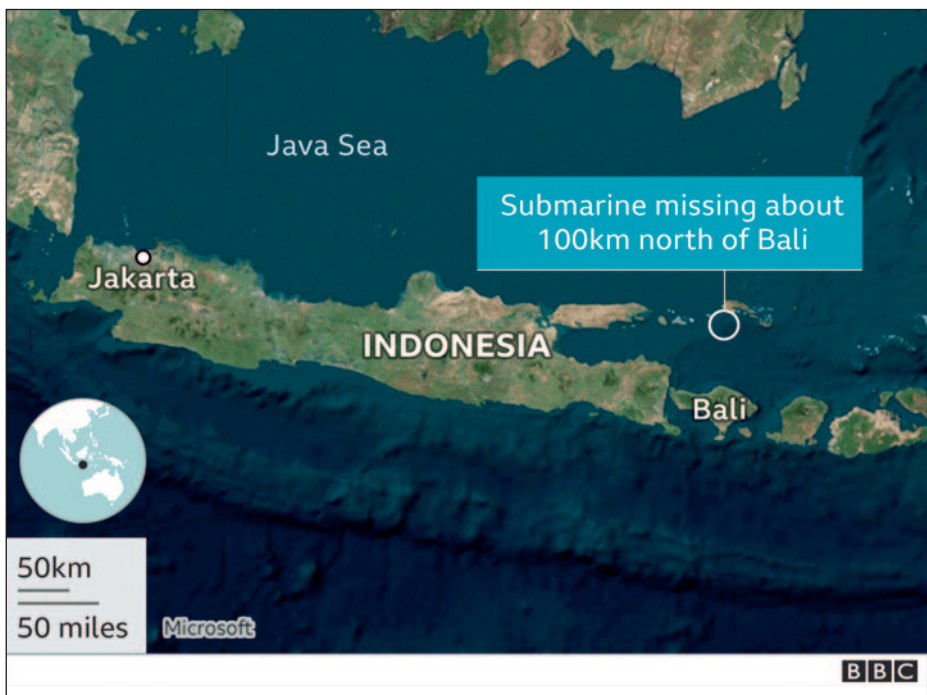 Java Sea
Submarine missing about
100km north of Bali
Jakarta
INDONESIA
Bali
50km
50 miles
Microsoft
BBC